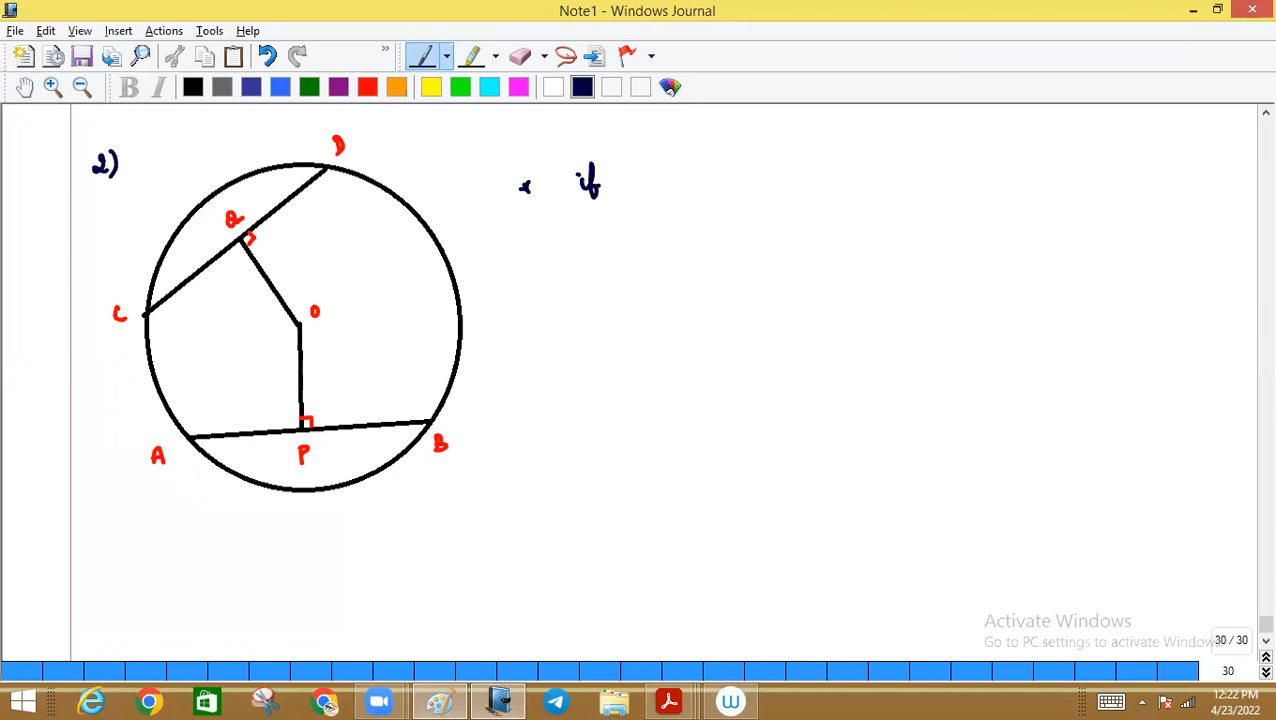 Note1 - Windows Journal
File Edit View Insert Actions Tools Help
B I
2)
D
* if
Q
C
O
A
P
B
Activate Windows
Go to PC settings to activate Windows.
30 / 30
30
W
12:22 PM
4/23/2022